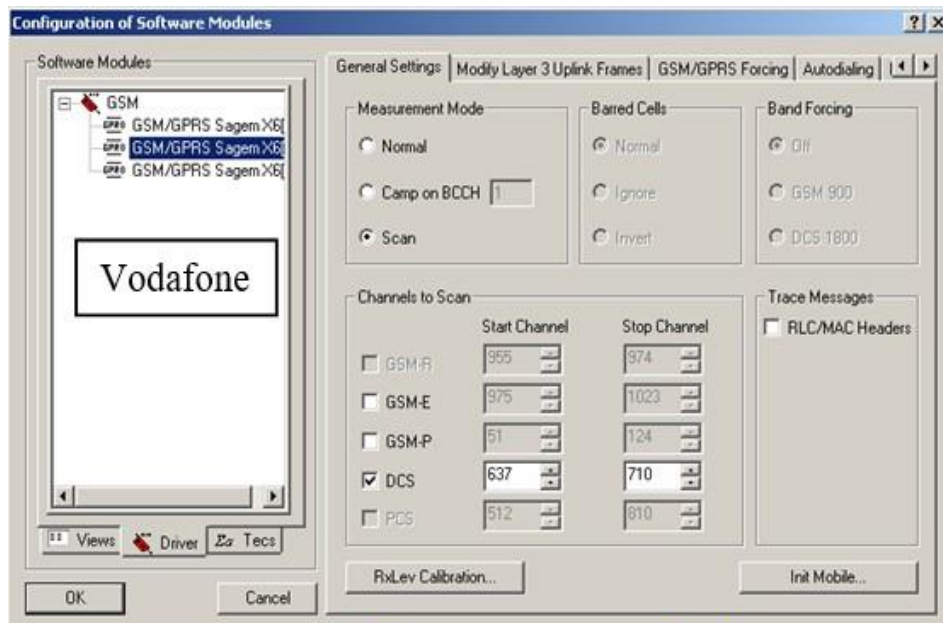 Configuration of Software Modules
Software Modules
GSM
GSM/GPRS Sagem X6[
GSM/GPRS Sagem X6[
GSM/GPRS Sagem X6[
Vodafone
Views Driver Tecs
OK Cancel
General Settings Modify Layer 3 Uplink Frames GSM/GPRS Forcing Autodialing
Measurement Mode
Normal
Camp on BCCH 1
Scan
Barred Cells
Normal
Ignore
Invert
Band Forcing
Off
GSM 900
DCS 1800
Channels to Scan
Start Channel Stop Channel
GSM-R 955 974
GSM-E 975 1023
GSM-P 51 124
DCS 637 710
PCS 512 810
Trace Messages
RLC/MAC Headers
RxLev Calibration... Init Mobile...